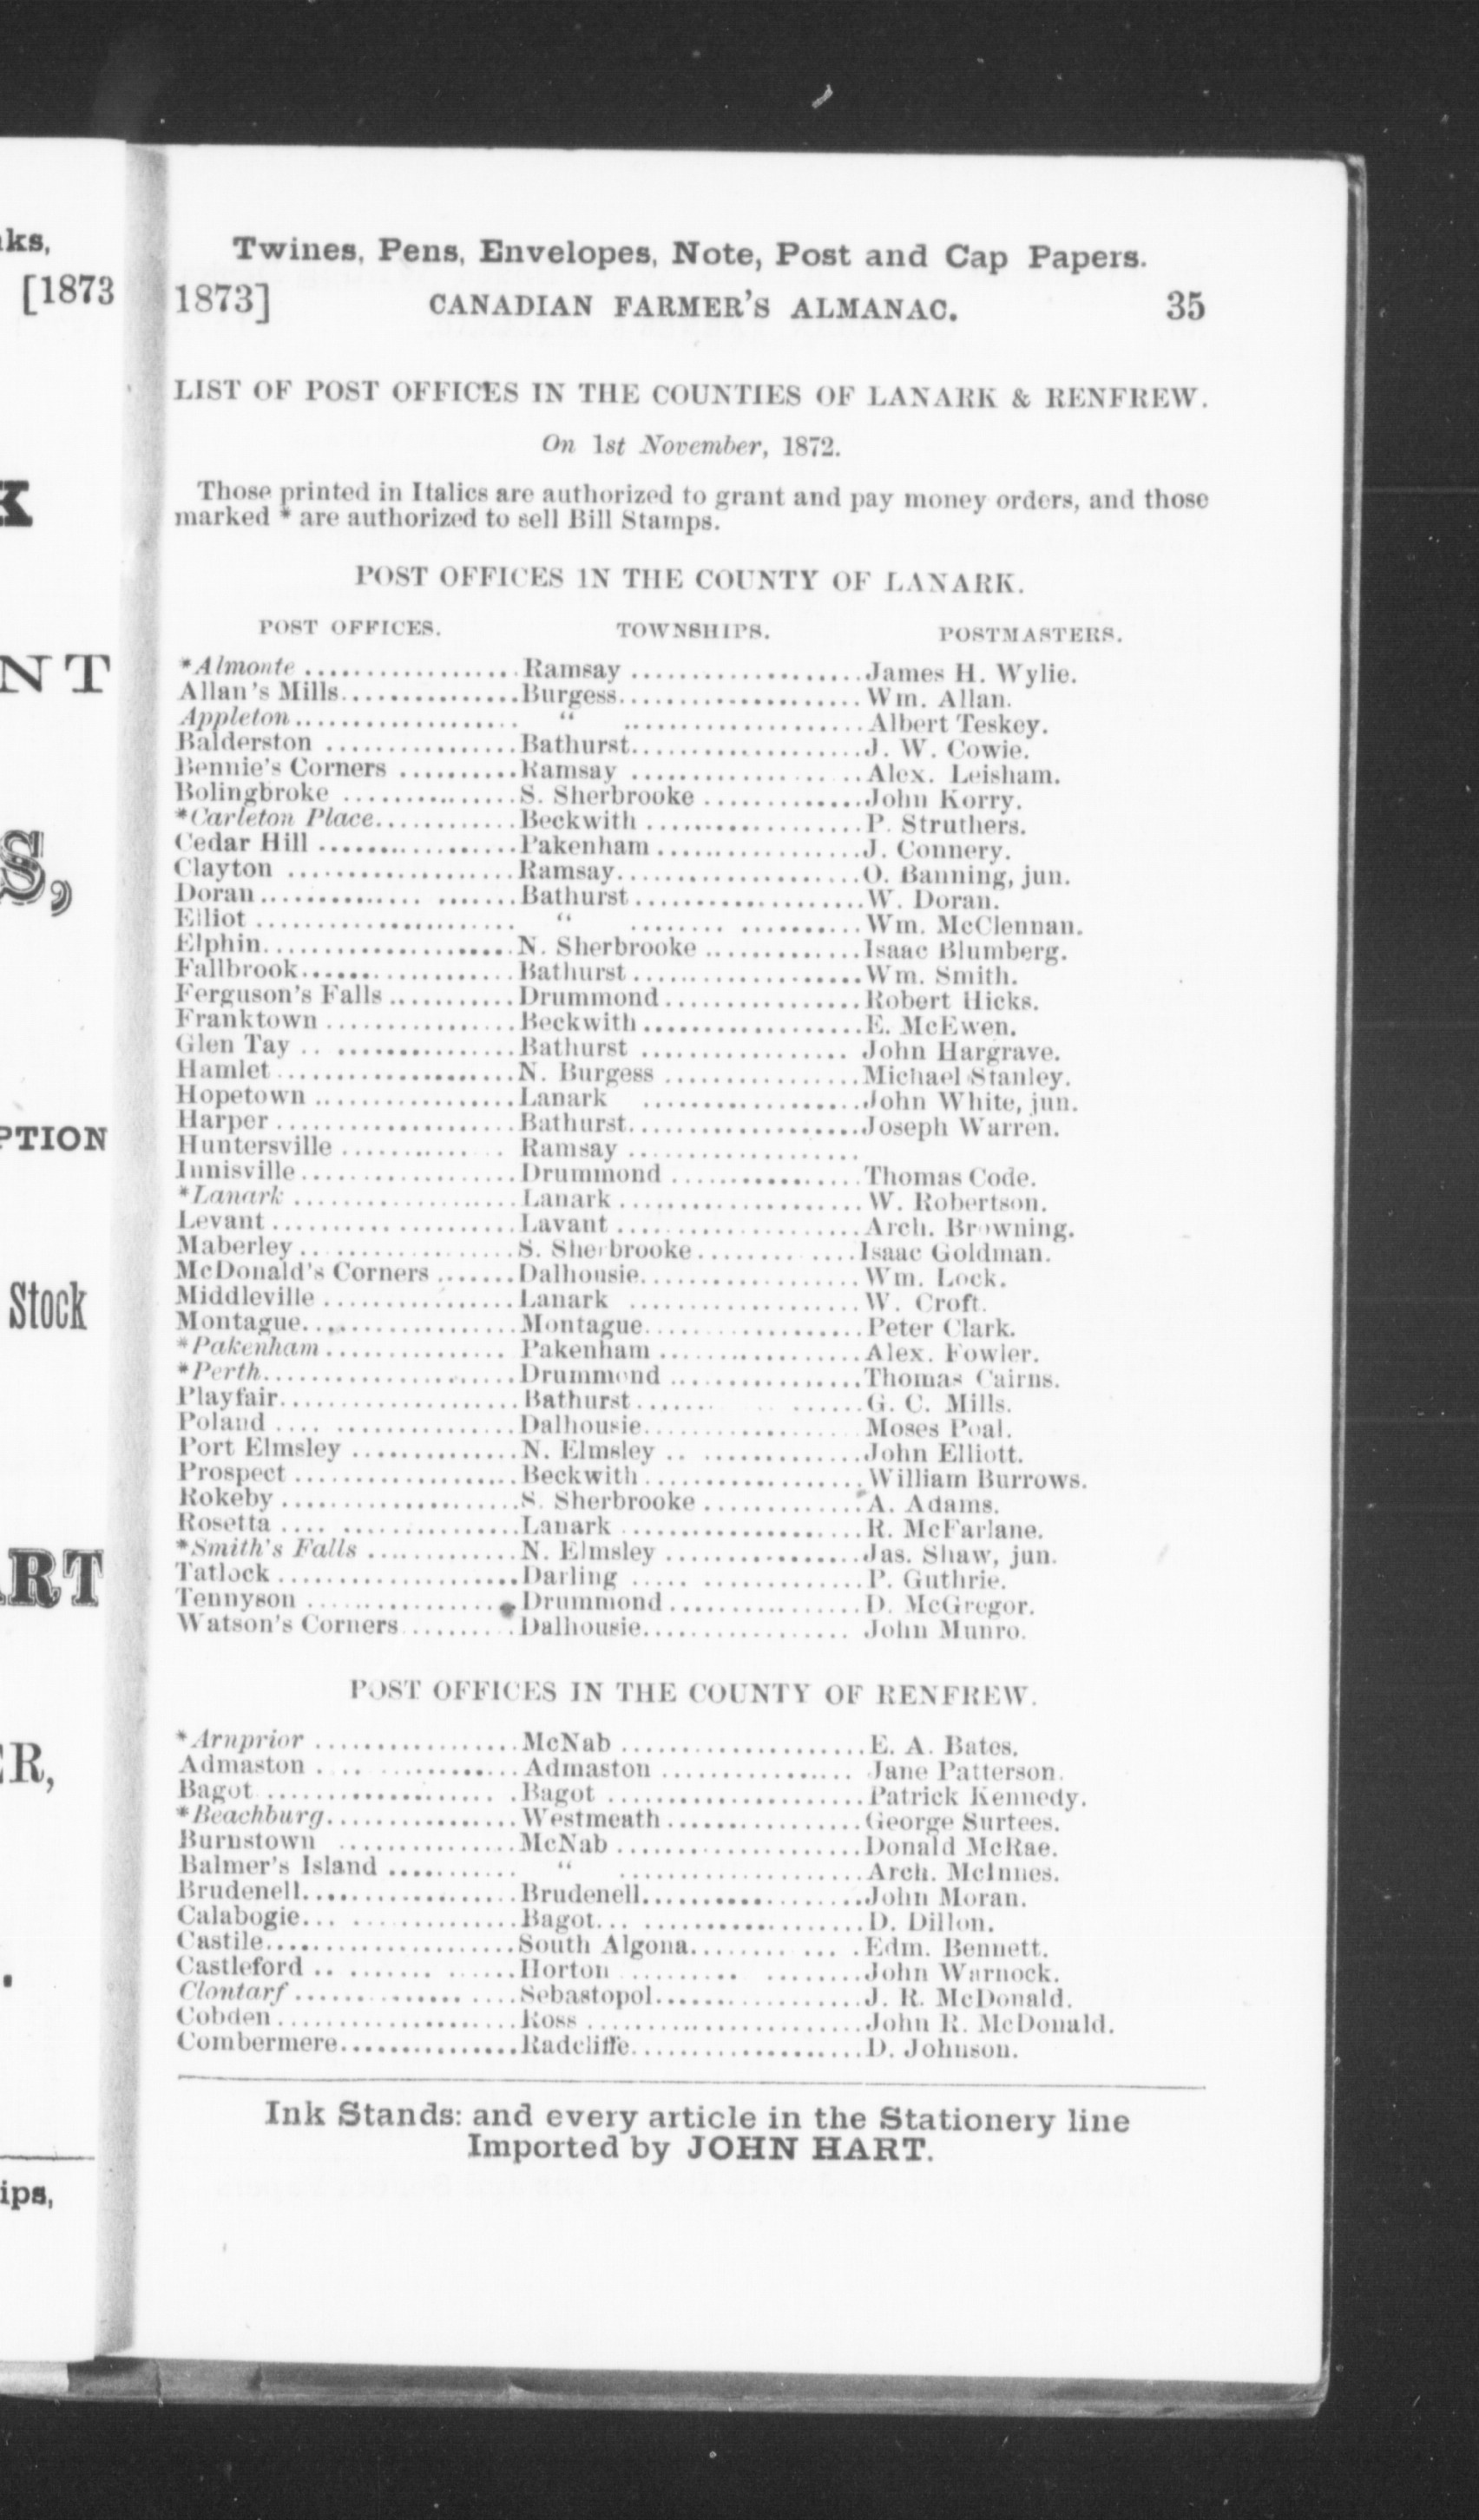 ks,
[1873
K
NT
S,
PTION
Stock
ART
ER,
ips,
Twines, Pens, Envelopes, Note, Post and Cap Papers.
1873] CANADIAN FARMER'S ALMANAC. 35
LIST OF POST OFFICES IN THE COUNTIES OF LANARK & RENFREW.
On 1st November, 1872.
Those printed in Italics are authorized to grant and pay money orders, and those
marked * are authorized to sell Bill Stamps.
POST OFFICES IN THE COUNTY OF LANARK.
POST OFFICES. TOWNSHIPS. POSTMASTERS.
*Almonte ..................... Ramsay ..................... James H. Wylie.
Allan's Mills................Burgess.....................Wm. Allan.
Appleton.................... " .....................Albert Teskey.
Balderston ................Bathurst.....................J. W. Cowie.
Bennie's Corners ..........Ramsay .....................Alex. Leisham.
Bolingbroke ...............S. Sherbrooke .............John Korry.
*Carleton Place............Beckwith ...................P. Struthers.
Cedar Hill .................Pakenham ..................J. Connery.
Clayton ...................Ramsay.....................O. Banning, jun.
Doran......................Bathurst....................W. Doran.
Elliot ...................... " ....................Wm. McClennan.
Elphin.....................N. Sherbrooke .............Isaac Blumberg.
Fallbrook..................Bathurst....................Wm. Smith.
Ferguson's Falls ...........Drummond.................Robert Hicks.
Franktown ................Beckwith...................E. McEwen.
Glen Tay .. ...............Bathurst .................. John Hargrave.
Hamlet ....................N. Burgess .................Michael Stanley.
Hopetown .................Lanark ...................John White, jun.
Harper ....................Bathurst....................Joseph Warren.
Huntersville .............. Ramsay ....................
Innisville..................Drummond .................Thomas Code.
*Lanark ...................Lanark.....................W. Robertson.
Levant.....................Lavant .....................Arch. Browning.
Maberley...................S. Sherbrooke.............Isaac Goldman.
McDonald's Corners .......Dalhousie...................Wm. Lock.
Middleville ................Lanark ....................W. Croft.
Montague..................Montague...................Peter Clark.
*Pakenham ............... Pakenham ..................Alex. Fowler.
*Perth.....................Drummond .................Thomas Cairns.
Playfair....................Bathurst....... ......G. C. Mills.
Poland .... ...............Dalhousie................... Moses Poal.
Port Elmsley ..............N. Elmsley .. ..............John Elliott.
Prospect ...................Beckwith...................William Burrows.
Rokeby ....................S. Sherbrooke ............. A. Adams.
Rosetta .... ...............Lanark .....................R. McFarlane.
*Smith's Falls .............N. Elmsley .................Jas. Shaw, jun.
Tatlock .....................Darling ..... ..............P. Guthrie.
Tennyson ..................Drummond .................D. McGregor.
Watson's Corners..........Dalhousie.................. John Munro.
POST OFFICES IN THE COUNTY OF RENFREW.
*Arnprior .................McNab .....................E. A. Bates.
Admaston .... ............Admaston ................ Jane Patterson.
Bagot .....................Bagot ......................Patrick Kennedy.
*Beachburg................Westmeath .................George Surtees.
Burnstown ...............McNab .....................Donald McRae.
Balmer's Island ........... " .....................Arch. McInnes.
Brudenell..................Brudenell...................John Moran.
Calabogie... ..............Bagot... ...................D. Dillon.
Castile.....................South Algona..............Edm. Bennett.
Castleford .. ....... ......Horton .......... ........John Warnock.
Clontarf ...................Sebastopol..................J. R. McDonald.
Cobden....................Ross .......................John R. McDonald.
Combermere...............Radcliffe....................D. Johnson.
Ink Stands: and every article in the Stationery line
Imported by JOHN HART.